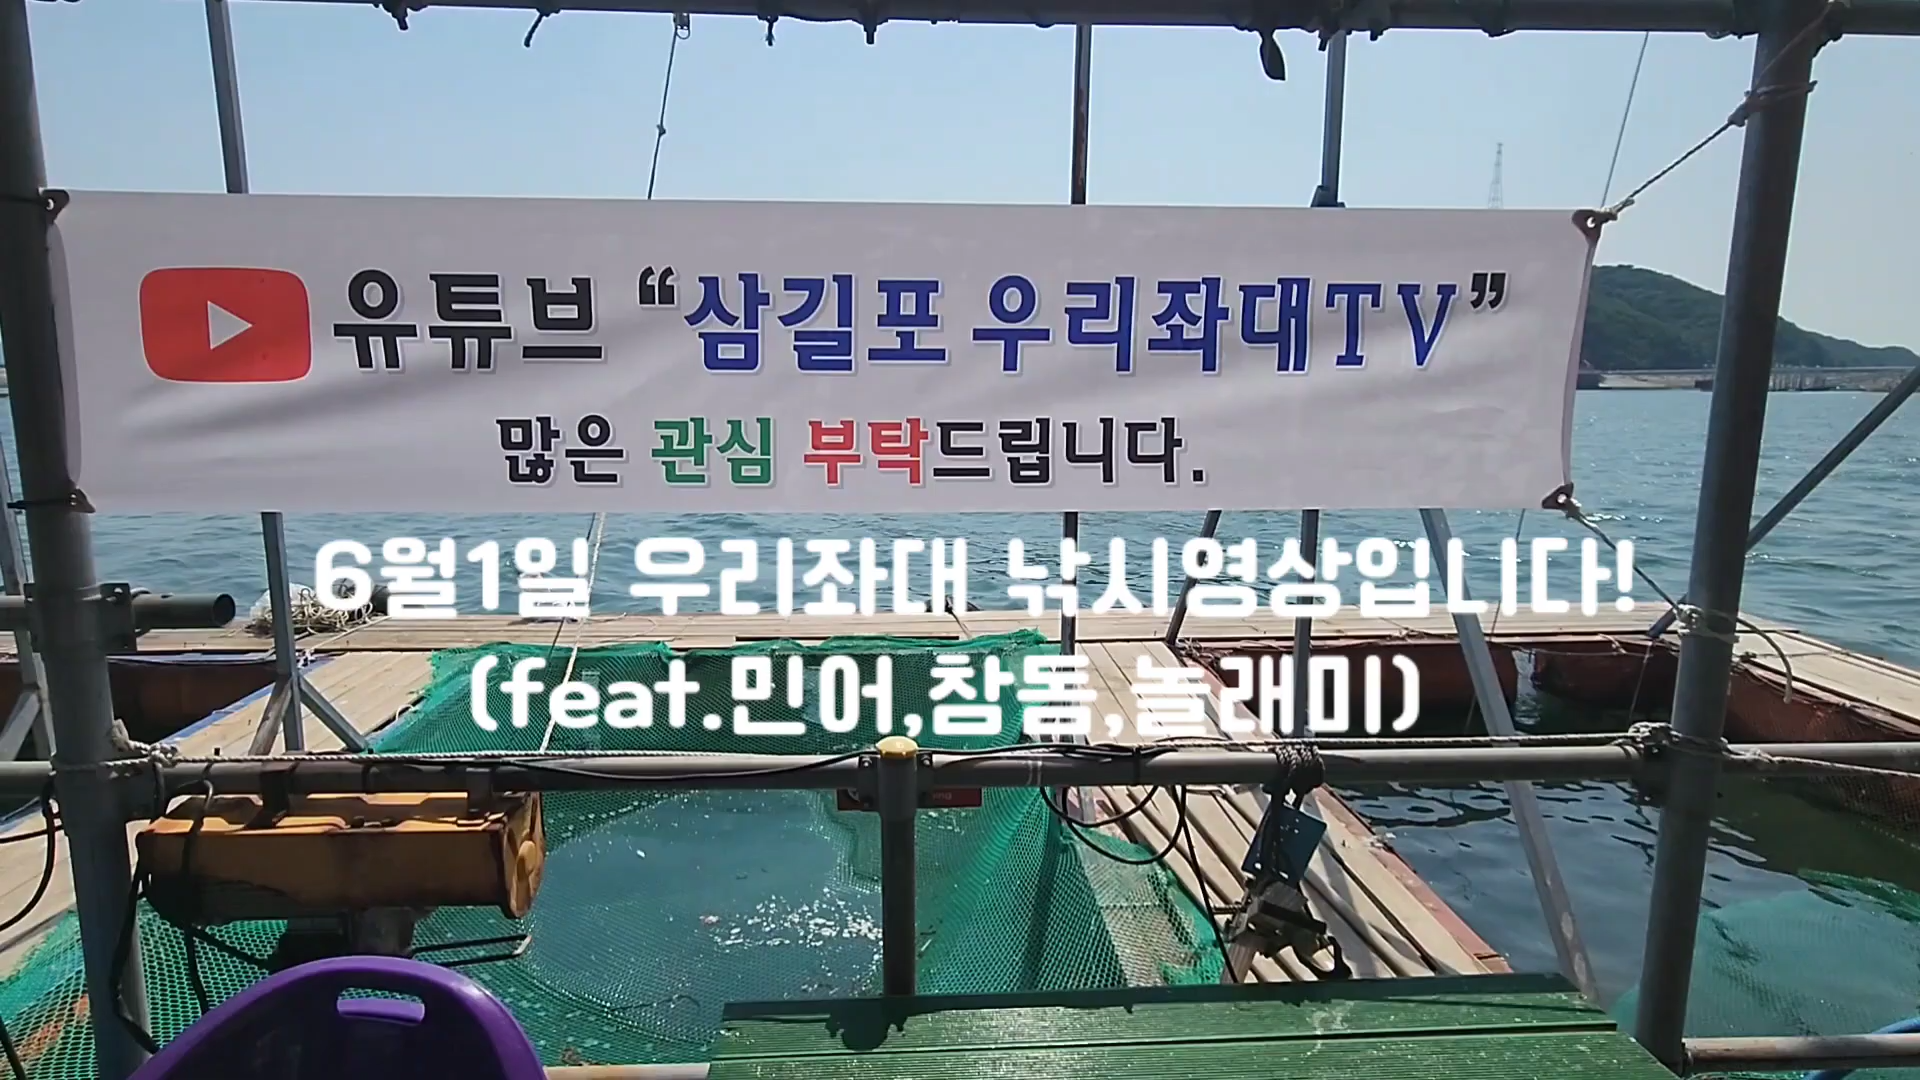 유튜브 “삼길포 우리좌대TV”
많은 관심 부탁드립니다.
6월1일 우리좌대 낚시영상입니다!
(feat.민어,참돔,놀래미)